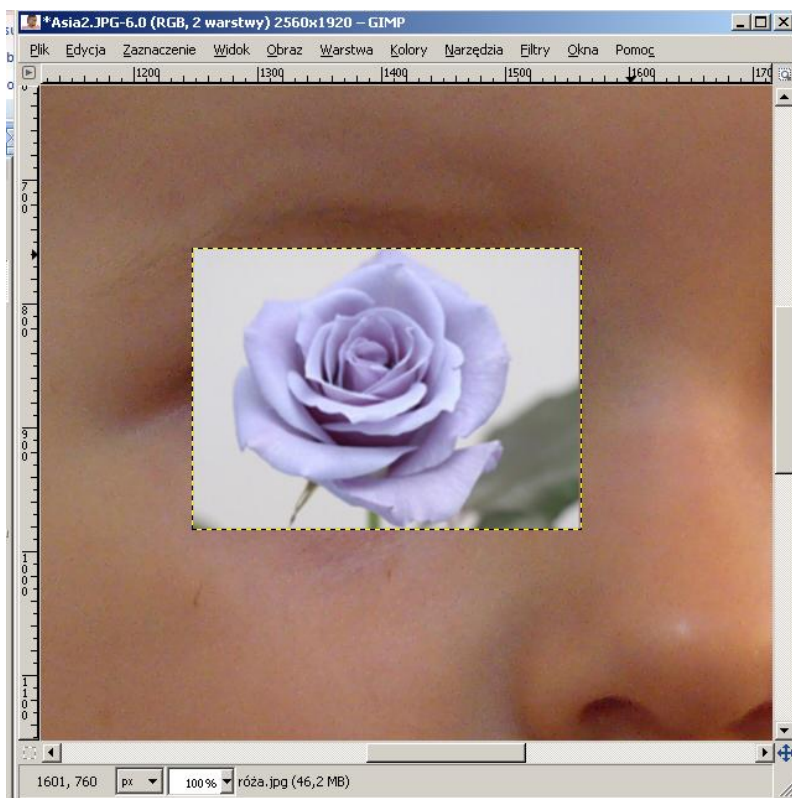 *Asia2.JPG-6.0 (RGB, 2 warstwy) 2560x1920 – GIMP
Plik Edycja Zaznaczenie Widok Obraz Warstwa Kolory Narzędzia Filtry Okna Pomoc
1200 1300 1400 1500 1600
700
800
900
1000
1100
1601, 760 px 100% róża.jpg (46,2 MB)